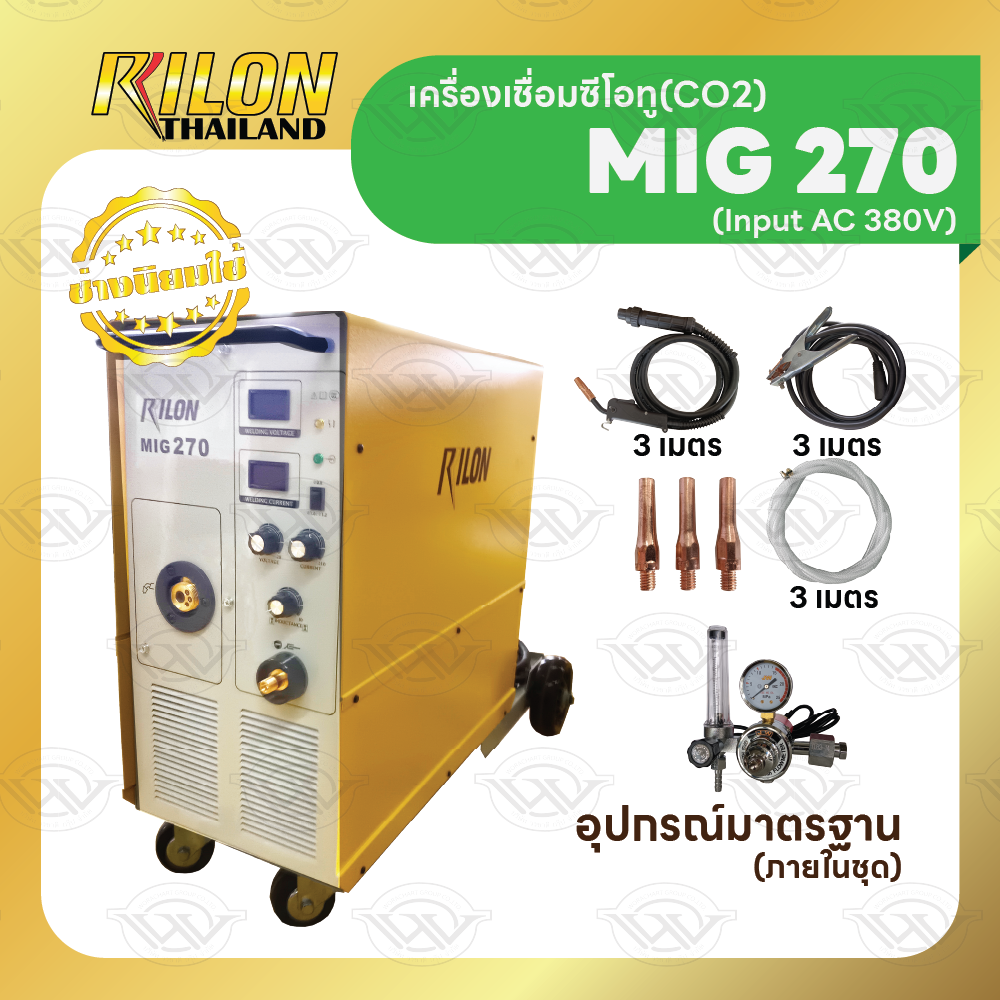 RILON
THAILAND
เครื่องเชื่อมซีโอทู(CO2)
MIG 270
(Input AC 380V)
ช่างนิยมใช้
RILON
MIG 270
WELDING VOLTAGE
WELDING CURRENT
VOLTAGE
CURRENT
INDUCTANCE
RILON
3 เมตร
3 เมตร
3 เมตร
อุปกรณ์มาตรฐาน
(ภายในชุด)